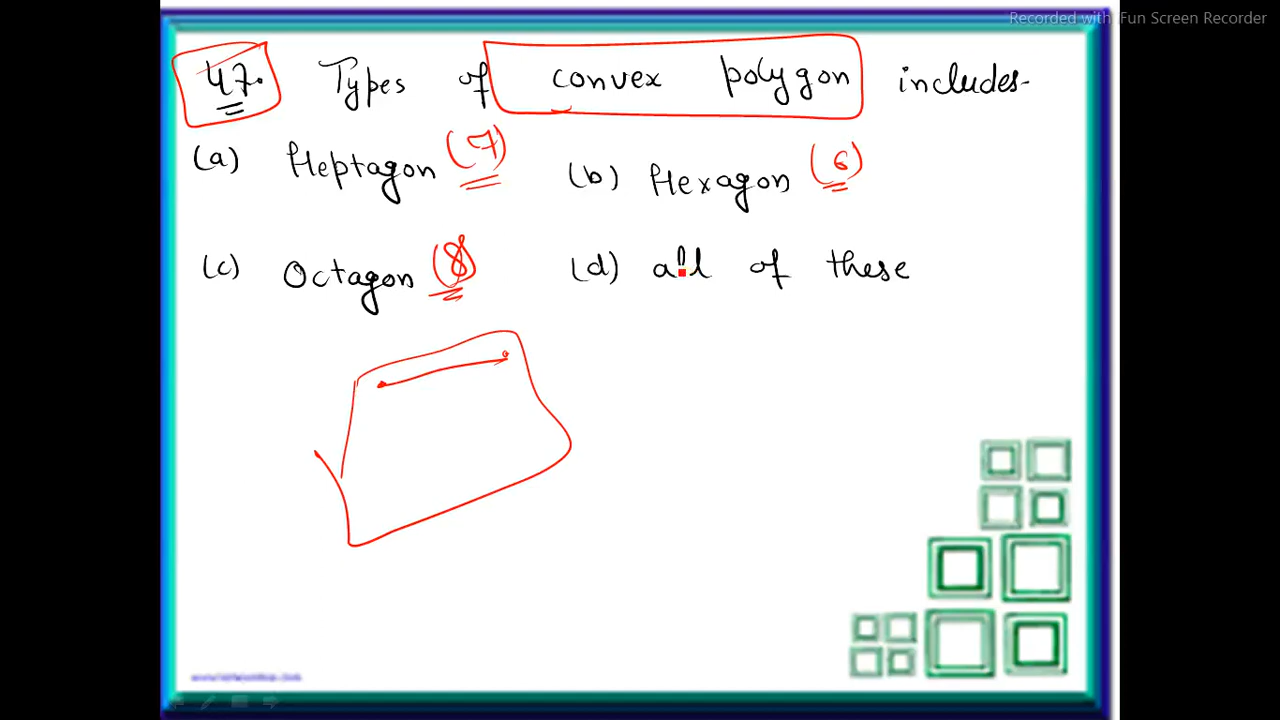 Recorded with Fun Screen Recorder
47. Types of convex polygon includes-
(a) Heptagon (7) (b) Hexagon (6)
(c) Octagon (8) (d) all of these